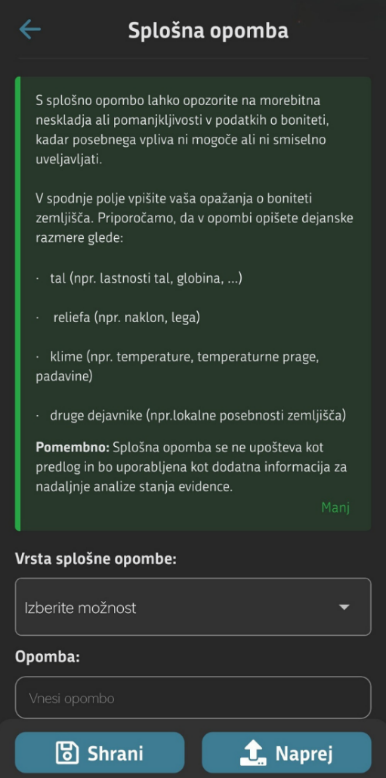 Splošna opomba
S splošno opombo lahko opozorite na morebitna
neskladja ali pomanjkljivosti v podatkih o boniteti,
kadar posebnega vpliva ni mogoče ali ni smiselno
uveljavljati.
V spodnje polje vpišite vaša opažanja o boniteti
zemljišča. Priporočamo, da v opombi opišete dejanske
razmere glede:
· tal (npr. lastnosti tal, globina, ...)
· reliefa (npr. naklon, lega)
· klime (npr. temperature, temperaturne prage,
padavine)
· druge dejavnike (npr.lokalne posebnosti zemljišča)
Pomembno: Splošna opomba se ne upošteva kot
predlog in bo uporabljena kot dodatna informacija za
nadaljnje analize stanja evidence.
Manj
Vrsta splošne opombe:
Izberite možnost
Opomba:
Vnesi opombo
Shrani
Naprej